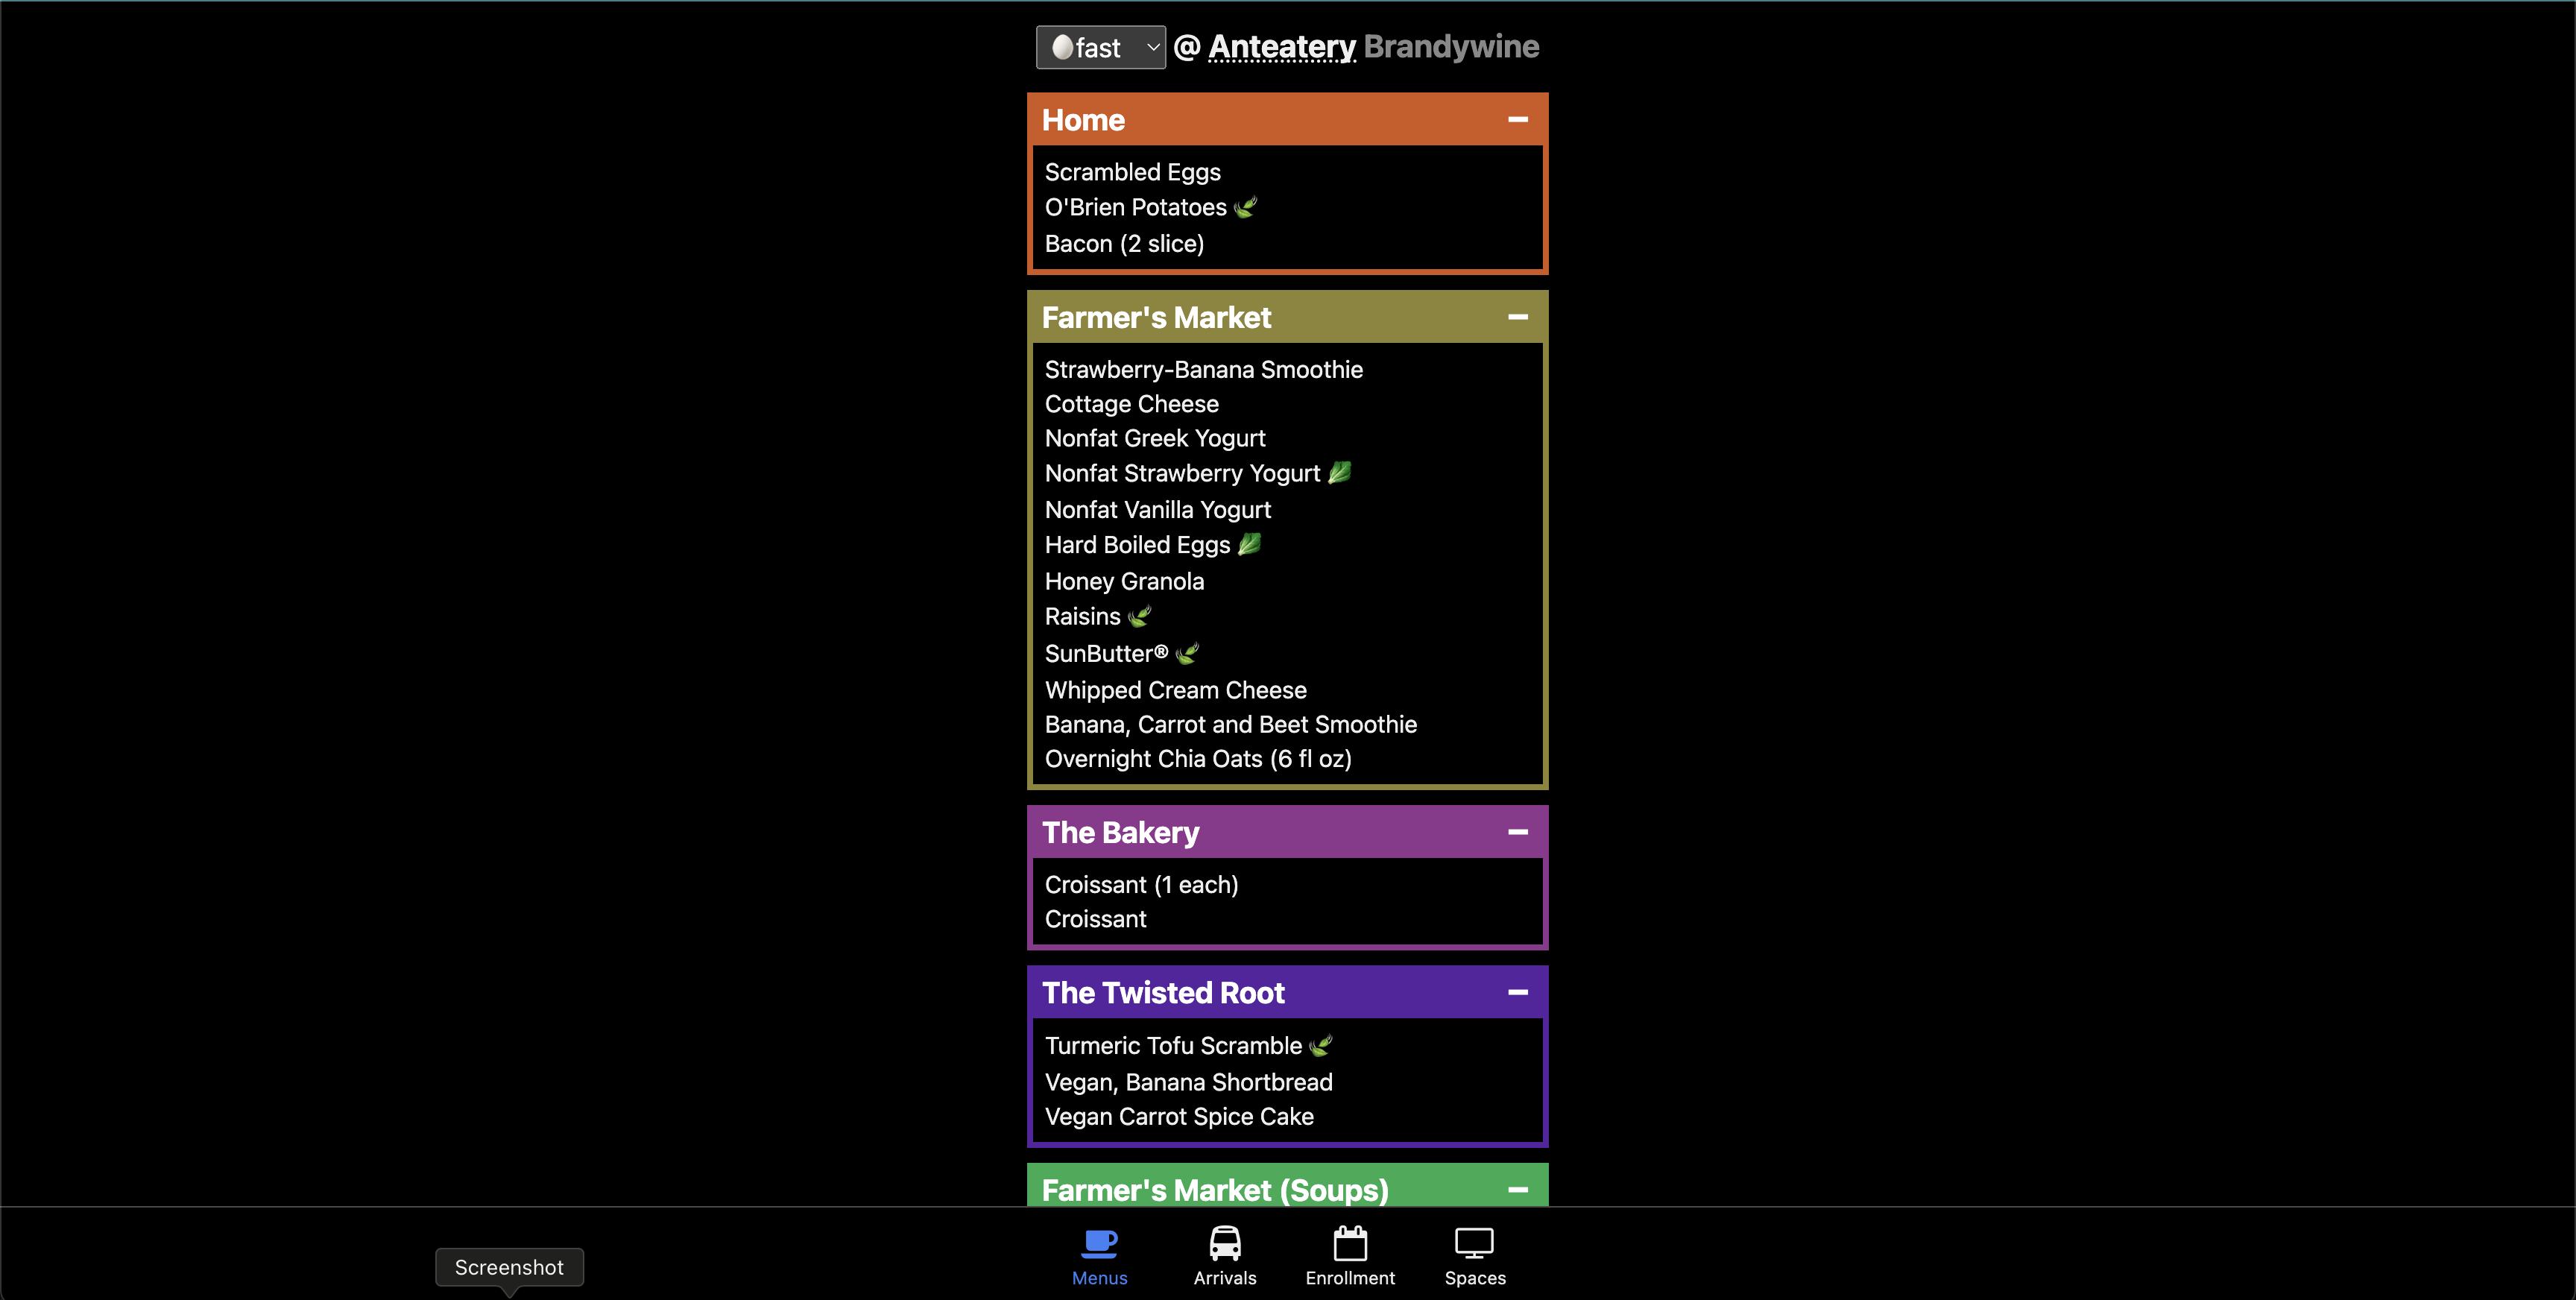 🥚fast @ Anteatery Brandywine
Home
Scrambled Eggs
O'Brien Potatoes 🌿
Bacon (2 slice)
Farmer's Market
Strawberry-Banana Smoothie
Cottage Cheese
Nonfat Greek Yogurt
Nonfat Strawberry Yogurt 🥬
Nonfat Vanilla Yogurt
Hard Boiled Eggs 🥬
Honey Granola
Raisins 🌿
SunButter® 🌿
Whipped Cream Cheese
Banana, Carrot and Beet Smoothie
Overnight Chia Oats (6 fl oz)
The Bakery
Croissant (1 each)
Croissant
The Twisted Root
Turmeric Tofu Scramble 🌿
Vegan, Banana Shortbread
Vegan Carrot Spice Cake
Farmer's Market (Soups)
Menus Arrivals Enrollment Spaces
Screenshot